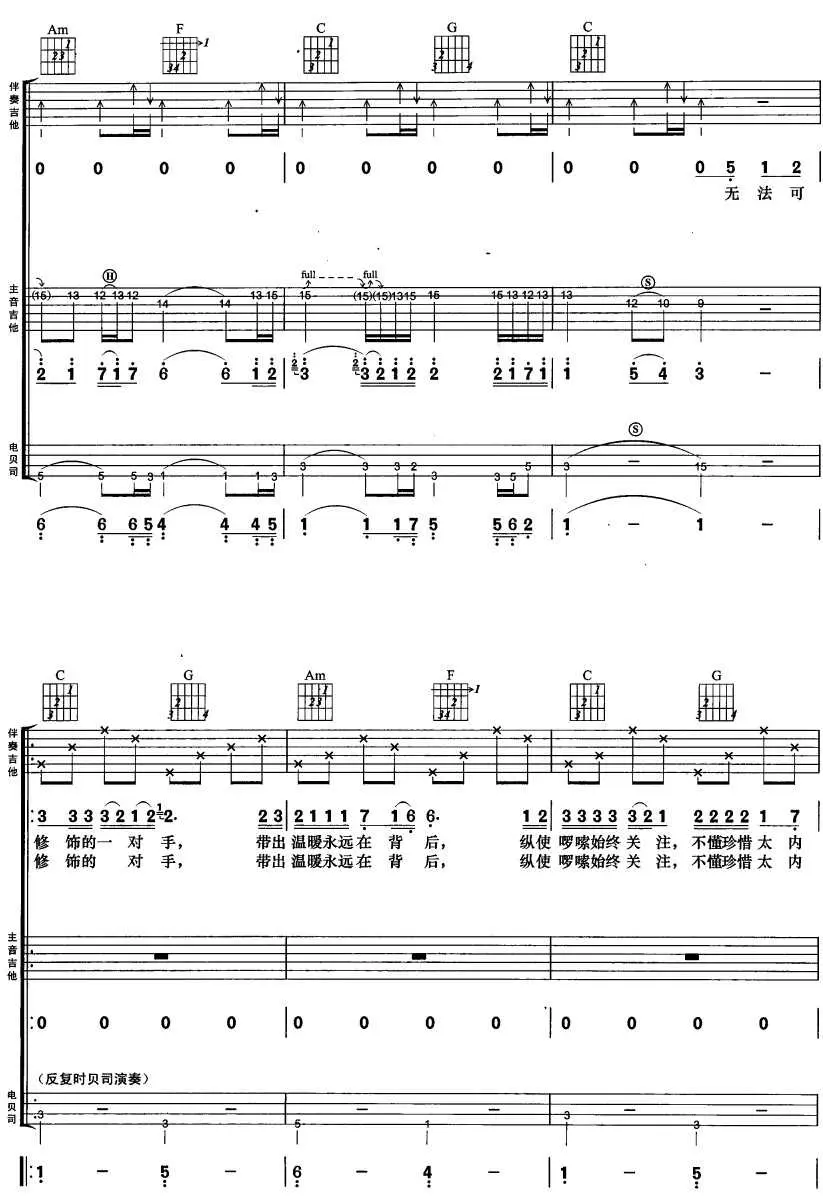 Am F C G C
伴奏吉他
0 0 0 0 0 0 0 0 0 0 0 5 1 2
无 法 可
H full full S
主音吉他
(15) 13 12 13 12 14 14 13 15 15 (15) (15) 13 15 15 15 13 12 13 13 12 10 9 –
2 1 7 1 7 6 6 1 2 2 3 2 3 2 1 2 2 2 1 7 1 1 5 4 3 –
S
电贝司
5 5 5 3 1 1 1 3 3 3 3 2 3 3 5 5 3 – 15 –
6 6 6 5 4 4 4 5 1 1 1 7 5 5 6 2 1 – 1 –
C G Am F C G
伴奏吉他
3 3 3 3 2 1 2 1 2. 2 3 2 1 1 1 7 1 6 6. 1 2 3 3 3 3 3 2 1 2 2 2 2 1 7
修 饰的一 对 手， 带出 温暖永远在 背 后， 纵使 啰嗦始终 关 注，不懂珍惜 太 内
修 饰的一 对 手， 带出 温暖永远在 背 后， 纵使 啰嗦始终 关 注，不懂珍惜 太 内
主音吉他
0 0 0 0 0 0 0 0 0 0 0 0
（反复时贝司演奏）
电贝司
3 – 3 – 5 – 1 – 3 – 3 –
1 – 5 – 6 – 4 – 1 – 5 –